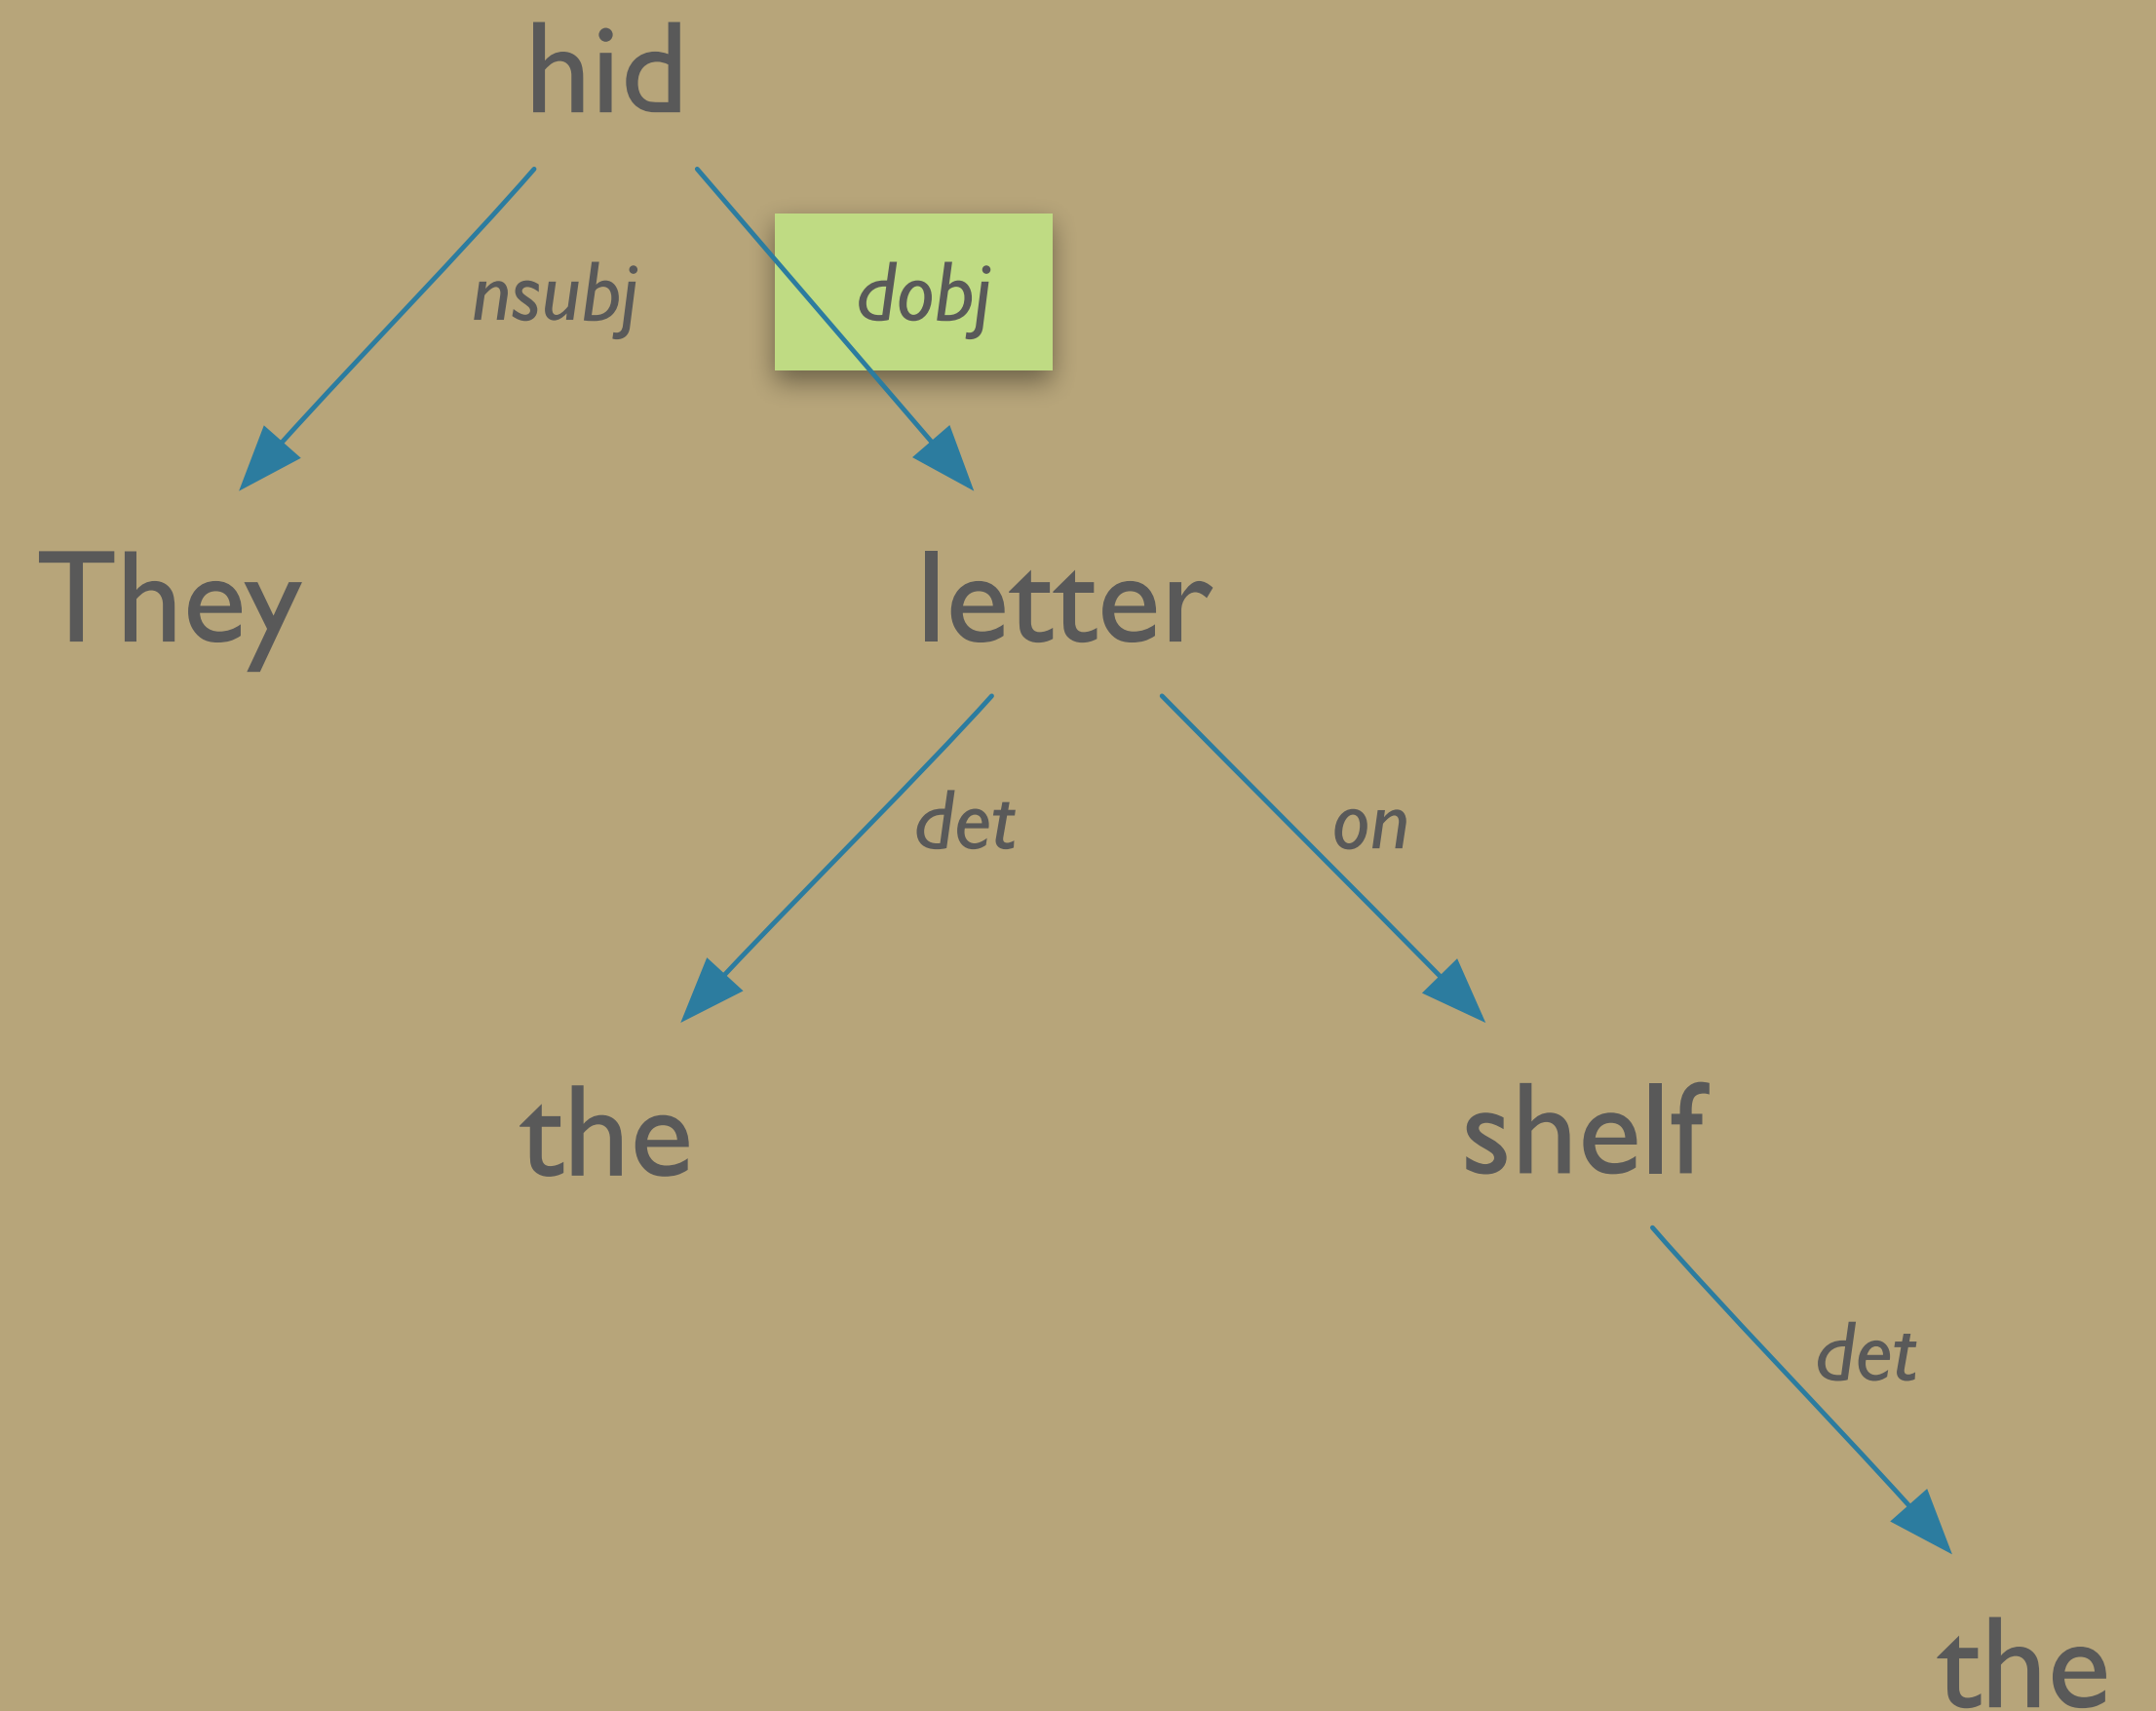 hid
nsubj dobj
They letter
det on
the shelf
det
the